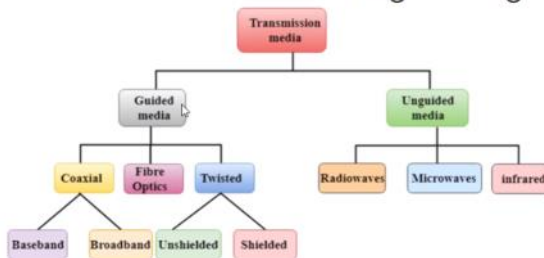 Transmission
media
Guided
media
Unguided
media
Coaxial
Fibre
Optics
Twisted
Radiowaves
Microwaves
infrared
Baseband
Broadband
Unshielded
Shielded